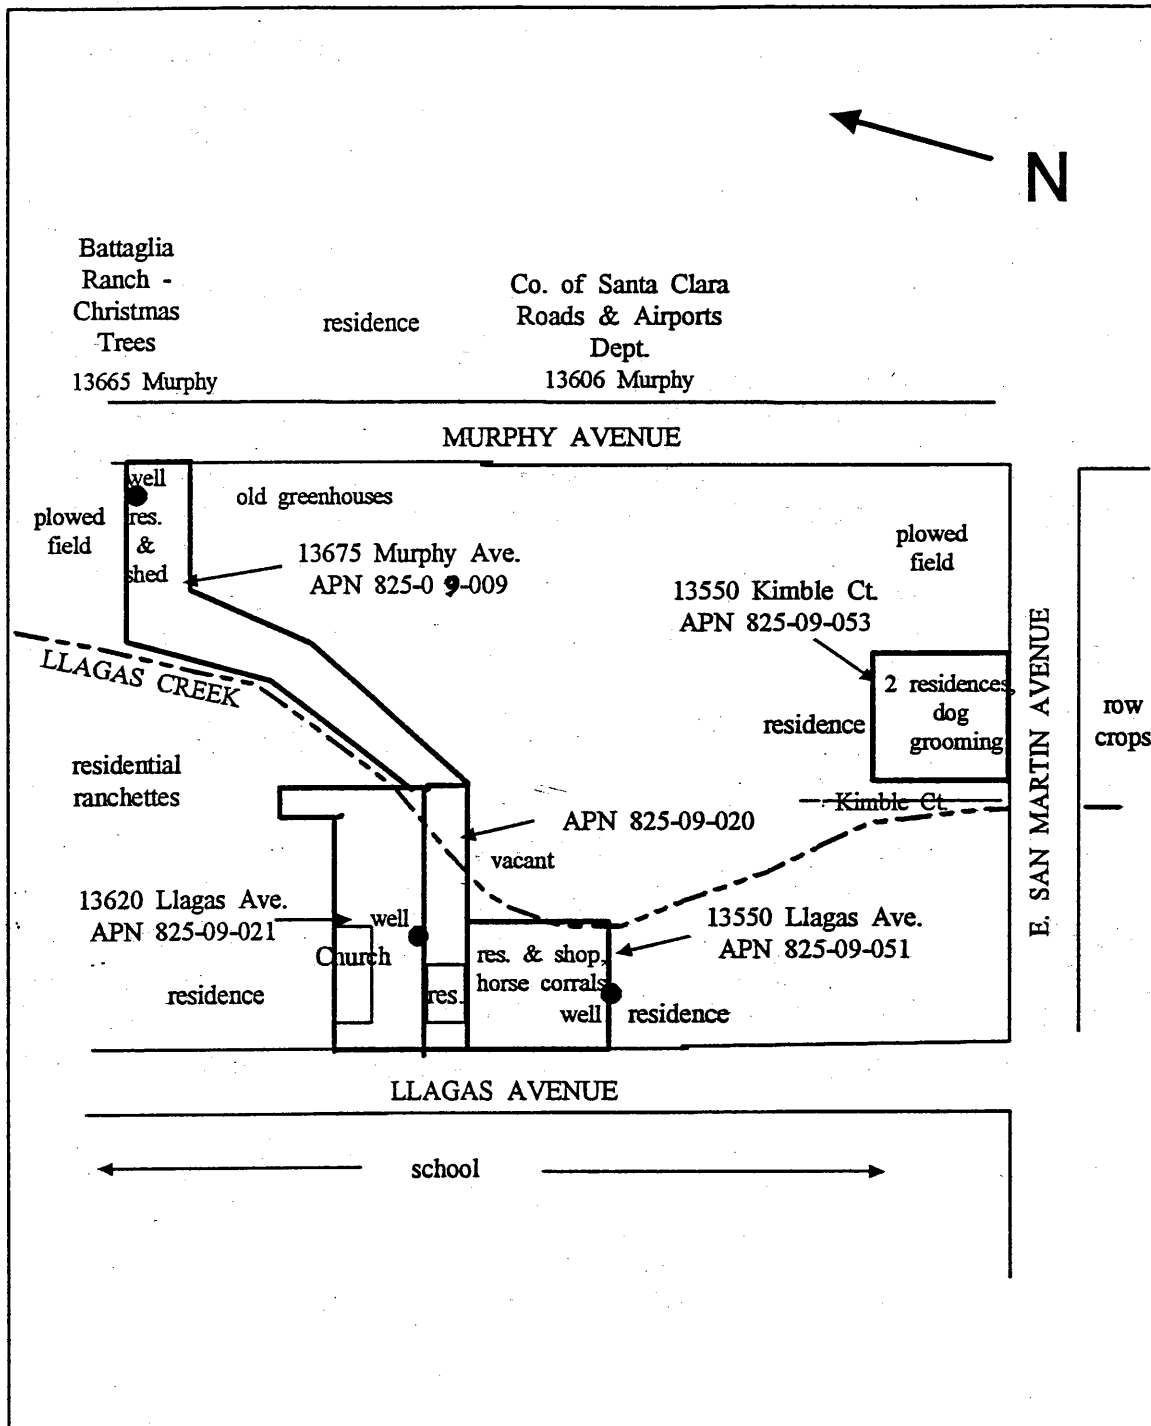 N
Battaglia
Ranch -
Christmas
Trees
13665 Murphy
residence
Co. of Santa Clara
Roads & Airports
Dept.
13606 Murphy
MURPHY AVENUE
well
res.
&
shed
plowed
field
old greenhouses
13675 Murphy Ave.
APN 825-0 9-009
plowed
field
13550 Kimble Ct.
APN 825-09-053
LLAGAS CREEK
2 residences,
dog
grooming
residence
E. SAN MARTIN AVENUE
row
crops
residential
ranchettes
Kimble Ct.
APN 825-09-020
vacant
13620 Llagas Ave.
APN 825-09-021
well
Church
residence
res.
res. & shop,
horse corrals
well
13550 Llagas Ave.
APN 825-09-051
residence
LLAGAS AVENUE
school